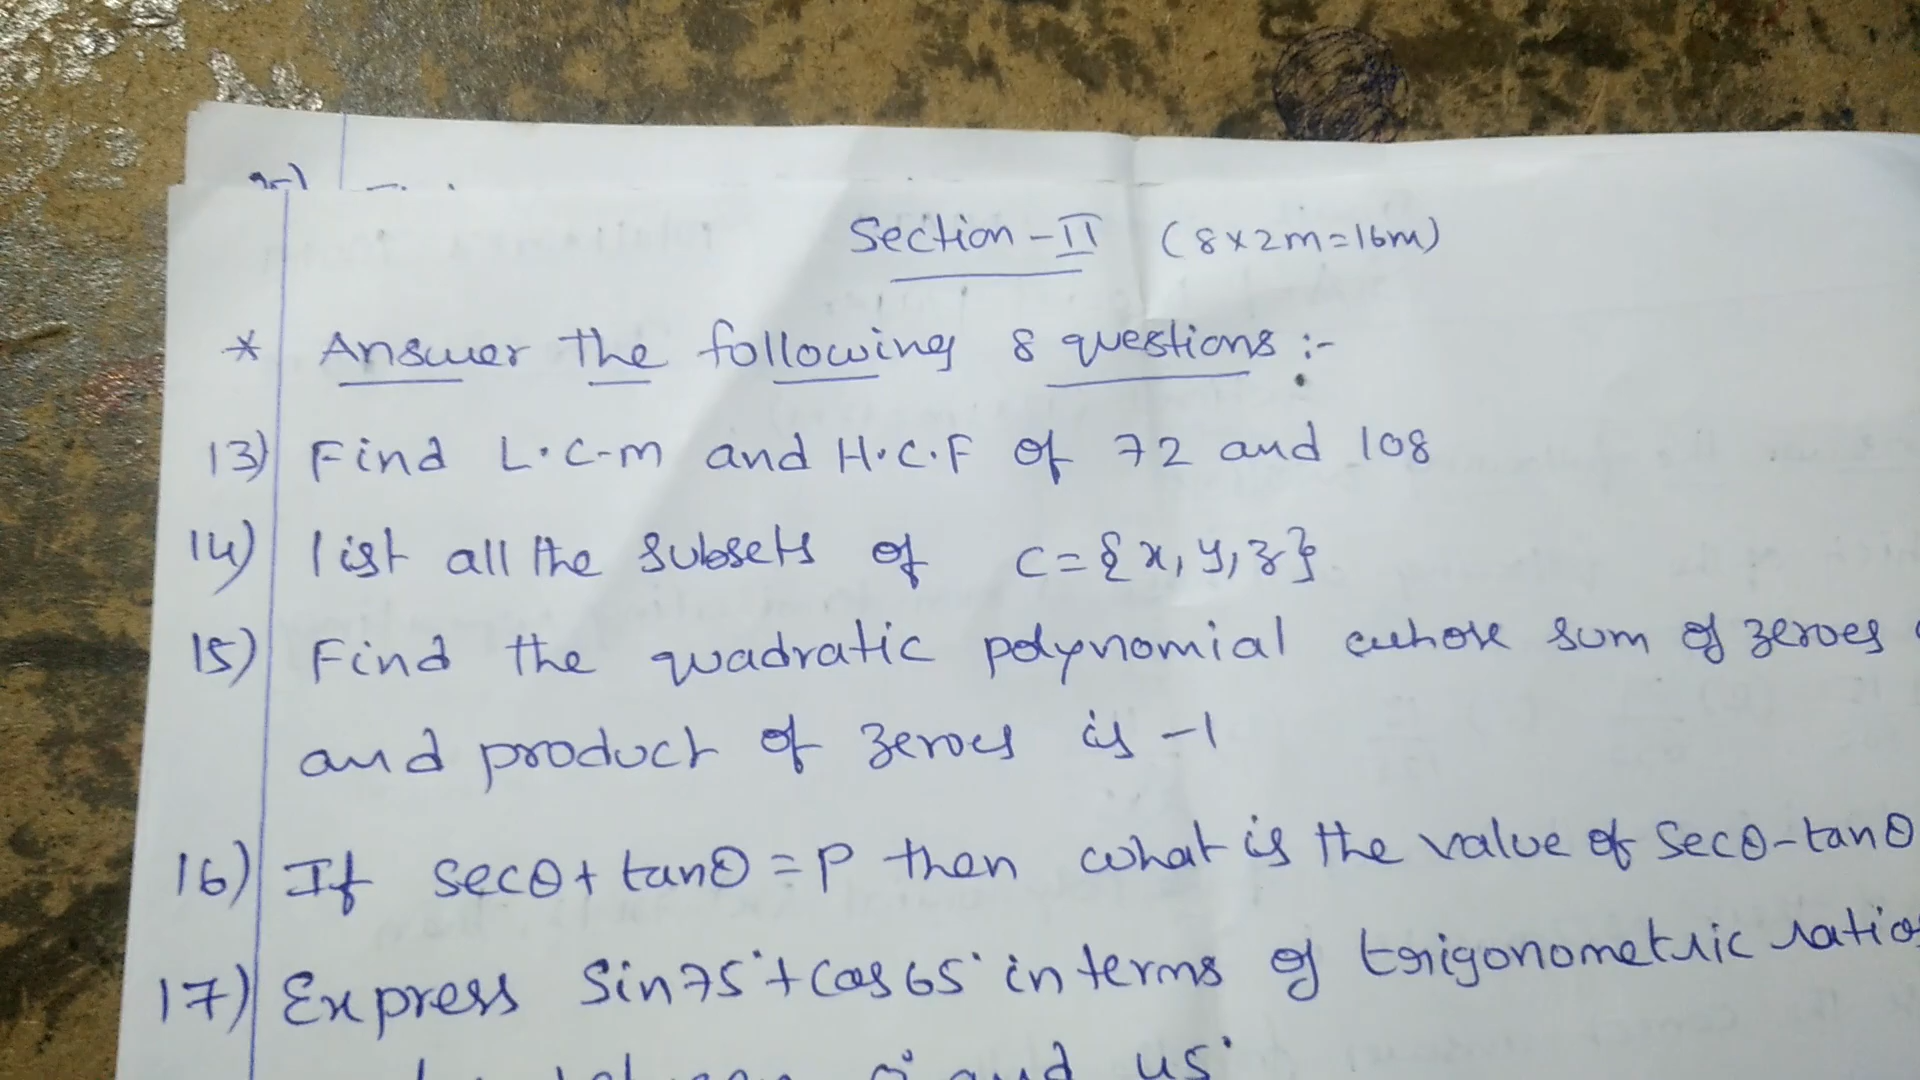 Section-II (8×2m=16m)
* Answer the following 8 questions :-
13) Find L.C.M and H.C.F of 72 and 108
14) list all the subsets of C={x, y, z}
15) Find the quadratic polynomial whose sum of zeroes
and product of zeroes is -1
16) If secθ+tanθ=P then what is the value of secθ-tanθ
17) Express Sin75°+Cos65° in terms of trigonometric ratios
and 45°